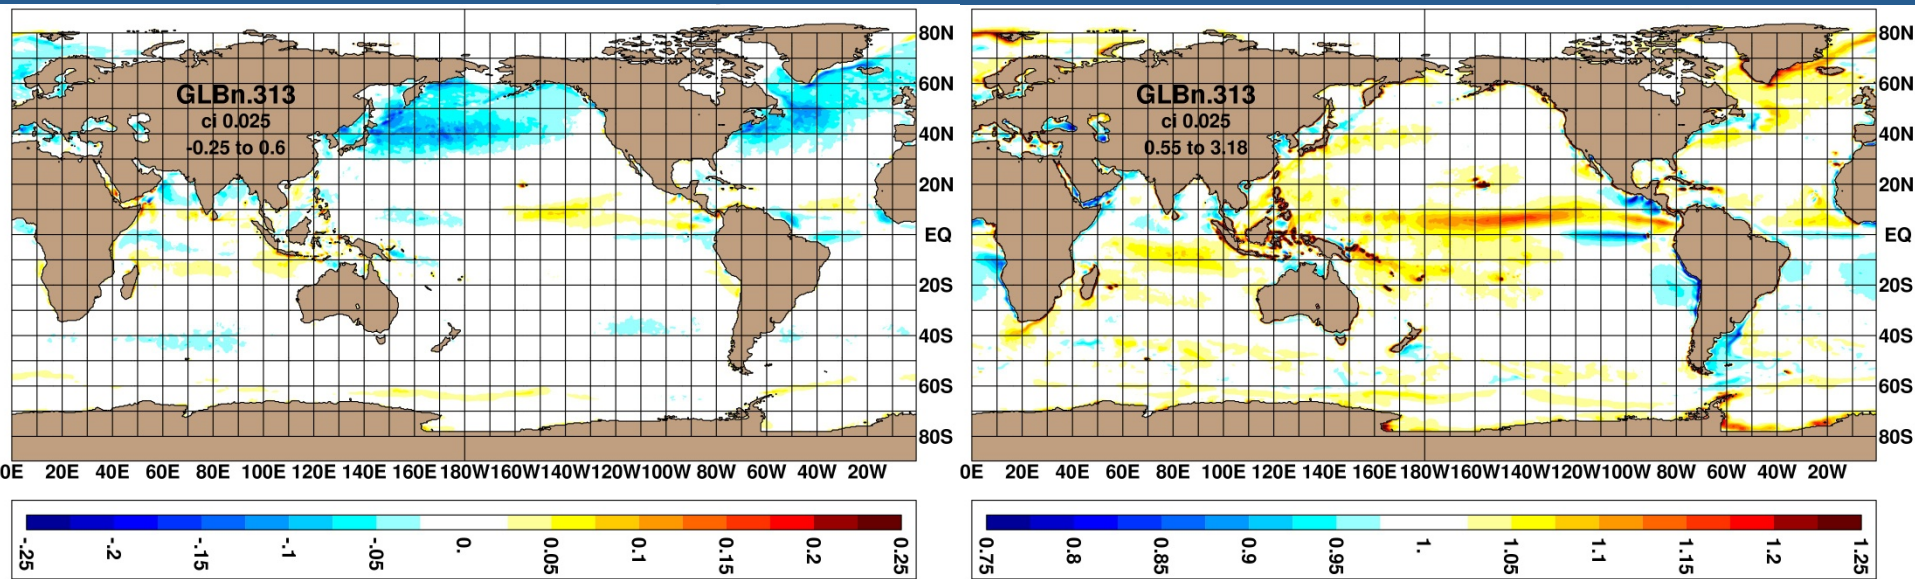 GLBn.313
ci 0.025
-0.25 to 0.6
80N
60N
40N
20N
EQ
20S
40S
60S
80S
0E 20E 40E 60E 80E 100E 120E 140E 160E 180W 160W 140W 120W 100W 80W 60W 40W 20W
-.25 -.2 -.15 -.1 -.05 0. 0.05 0.1 0.15 0.2 0.25
GLBn.313
ci 0.025
0.55 to 3.18
80N
60N
40N
20N
EQ
20S
40S
60S
80S
0E 20E 40E 60E 80E 100E 120E 140E 160E 180W 160W 140W 120W 100W 80W 60W 40W 20W
0.75 0.8 0.85 0.9 0.95 1. 1.05 1.1 1.15 1.2 1.25